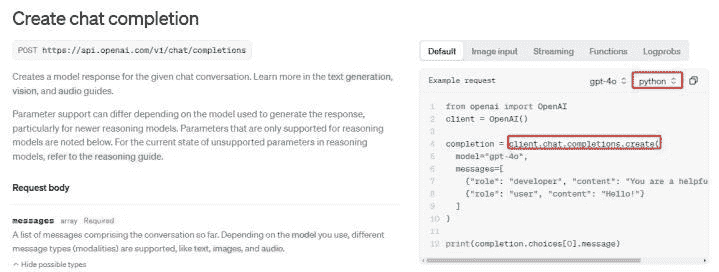 Create chat completion
POST https://api.openai.com/v1/chat/completions
Creates a model response for the given chat conversation. Learn more in the text generation,
vision, and audio guides.
Parameter support can differ depending on the model used to generate the response,
particularly for newer reasoning models. Parameters that are only supported for reasoning
models are noted below. For the current state of unsupported parameters in reasoning
models, refer to the reasoning guide.
Request body
messages array Required
A list of messages comprising the conversation so far. Depending on the model you use, different
message types (modalities) are supported, like text, images, and audio.
Hide possible types
Default Image input Streaming Functions Logprobs
Example request gpt-4o python
1 from openai import OpenAI
2 client = OpenAI()
3
4 completion = client.chat.completions.create(
5 model="gpt-4o",
6 messages=[
7 {"role": "developer", "content": "You are a helpfu
8 {"role": "user", "content": "Hello!"}
9 ]
10 )
11
12 print(completion.choices[0].message)